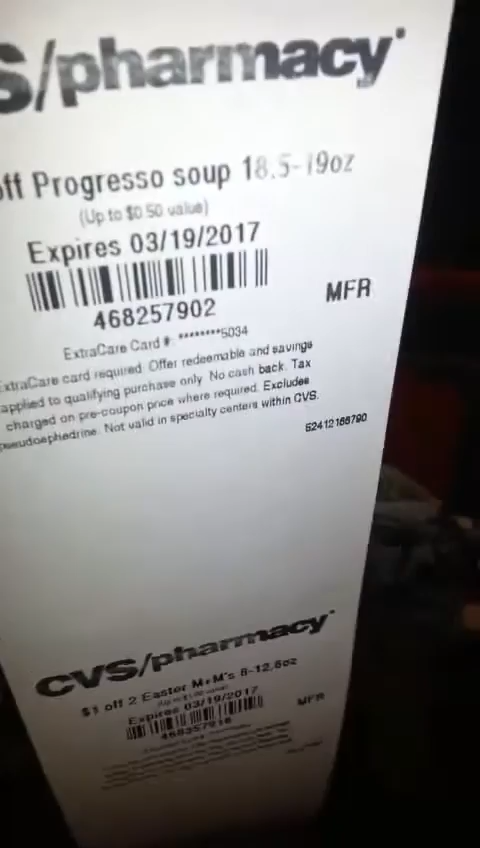 S/pharmacy
off Progresso soup 18.5-19oz
(Up to $0.50 value)
Expires 03/19/2017
468257902
MFR
ExtraCare Card #: ********5034
ExtraCare card required. Offer redeemable and savings
applied to qualifying purchase only. No cash back. Tax
charged on pre-coupon price where required. Excludes
pseudoephedrine. Not valid in specialty centers within CVS.
52412166790
CVS/pharmacy
$1 off 2 Easter M+M's 8-12.6oz
Expires 03/19/2017
MFR